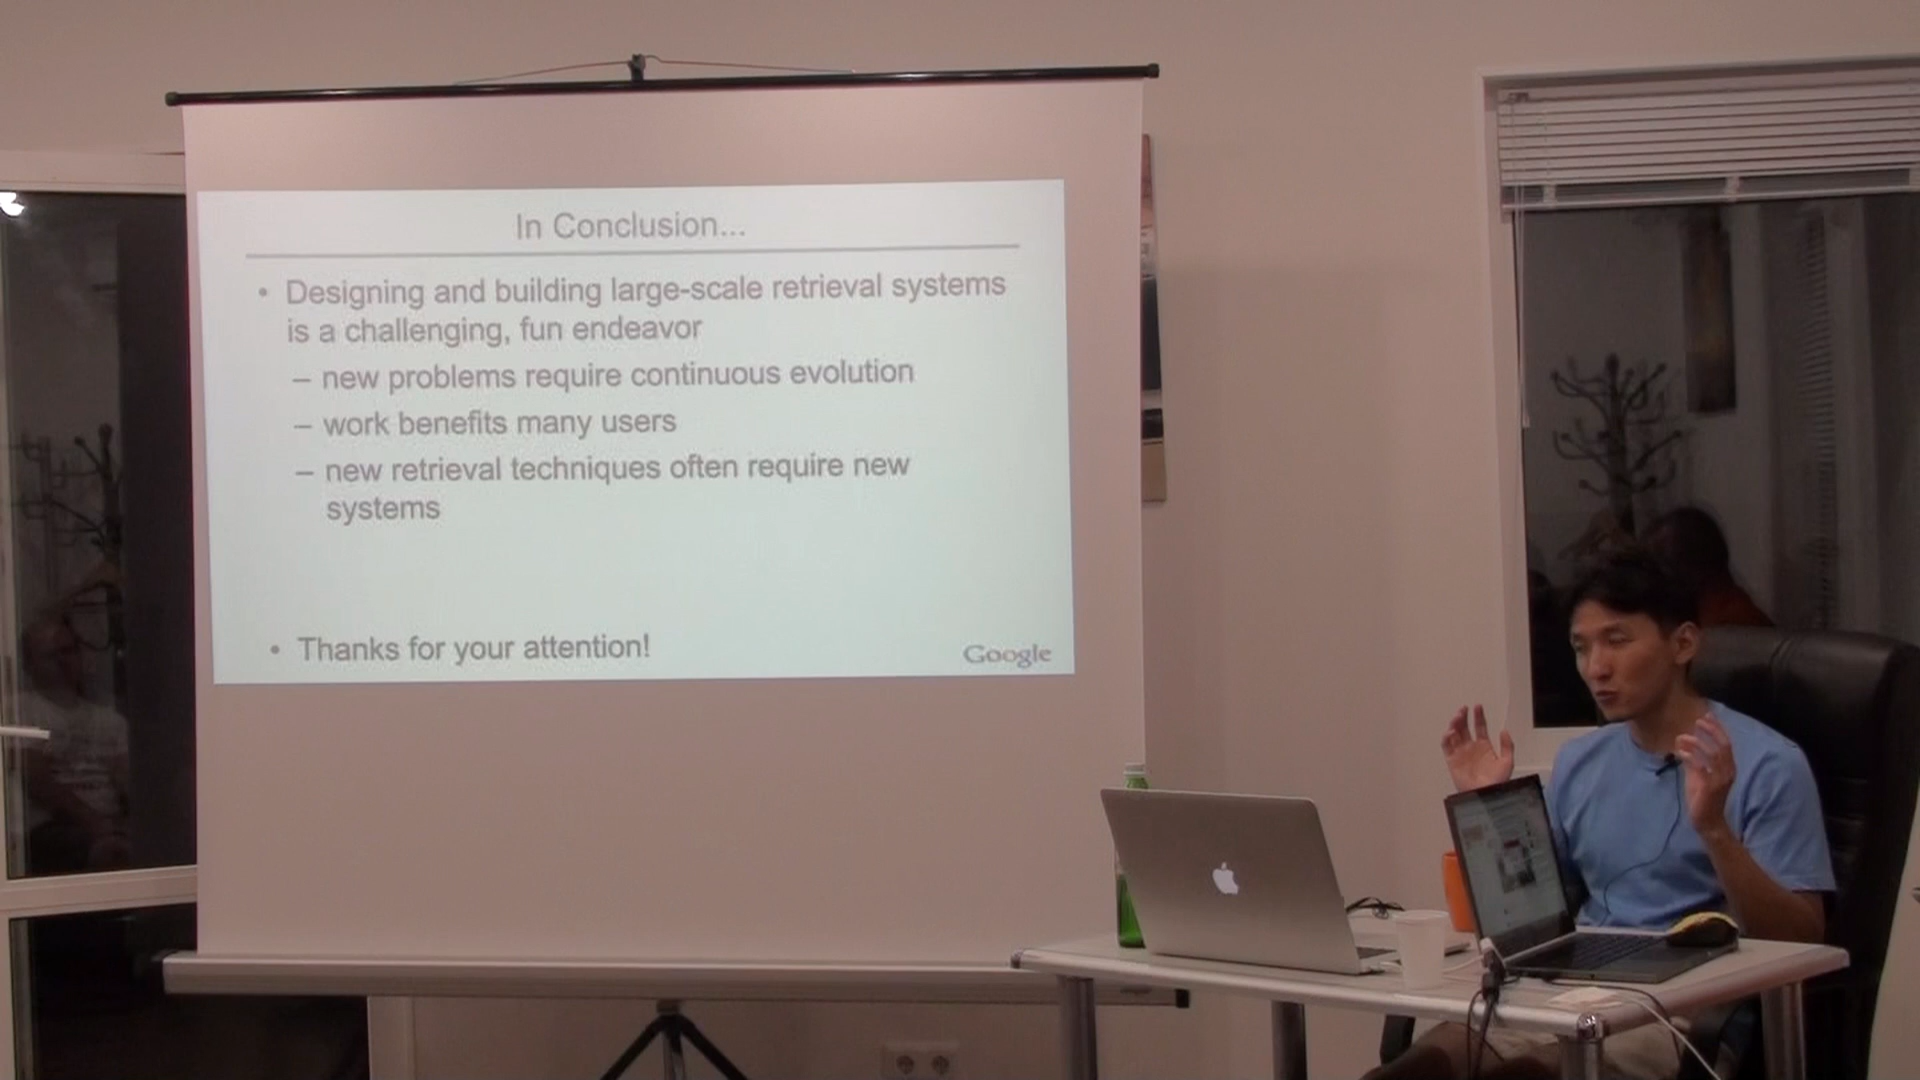 In Conclusion...
• Designing and building large-scale retrieval systems
is a challenging, fun endeavor
– new problems require continuous evolution
– work benefits many users
– new retrieval techniques often require new
systems
• Thanks for your attention!
Google